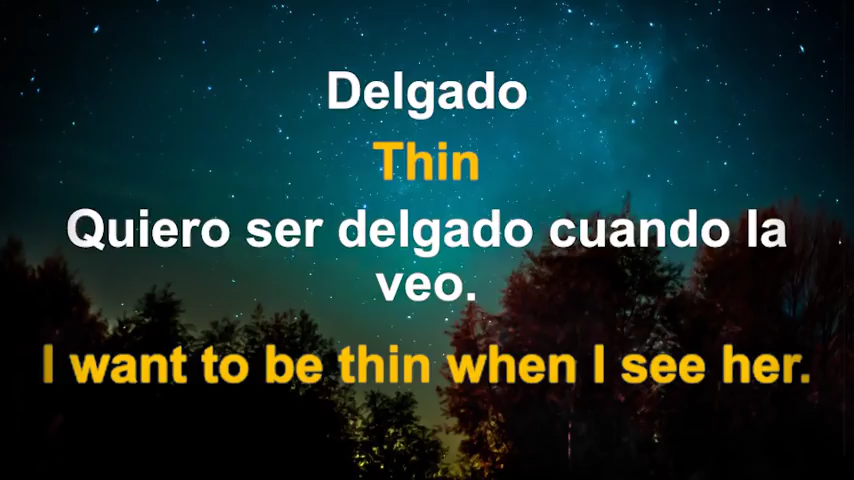 Delgado
Thin
Quiero ser delgado cuando la
veo.
I want to be thin when I see her.